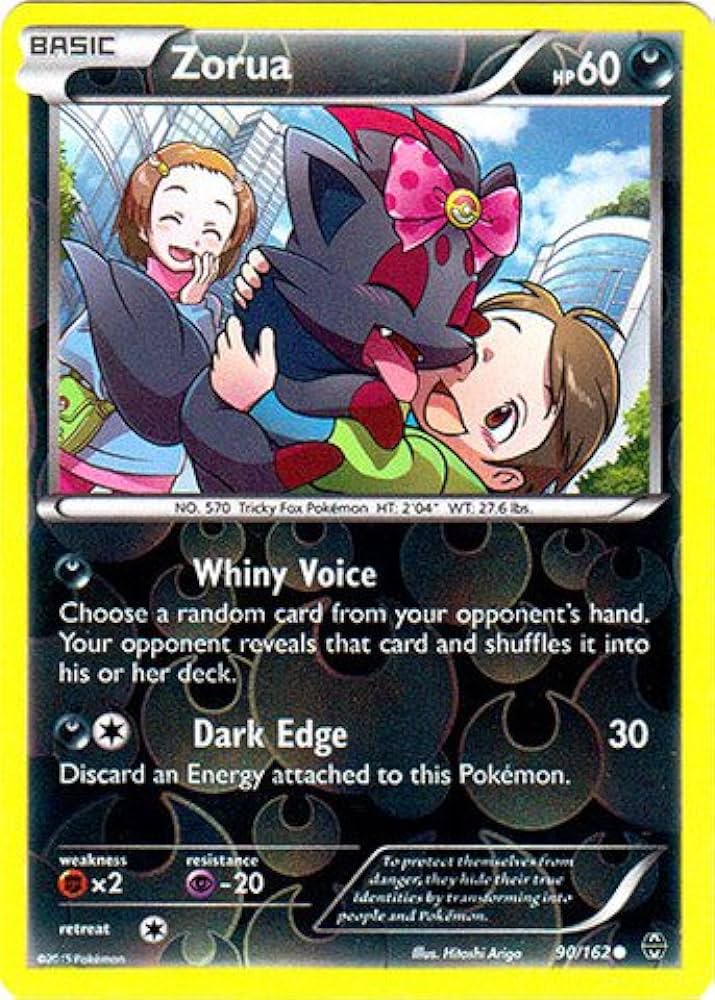 BASIC
Zorua
HP60
NO. 570 Tricky Fox Pokémon HT: 2'04" WT: 27.6 lbs.
Whiny Voice
Choose a random card from your opponent's hand.
Your opponent reveals that card and shuffles it into
his or her deck.
Dark Edge 30
Discard an Energy attached to this Pokémon.
weakness resistance
×2 -20
To protect themselves from
danger, they hide their true
identities by transforming into
people and Pokémon.
retreat
©2015 Pokémon Illus. Hitoshi Ariga 90/162